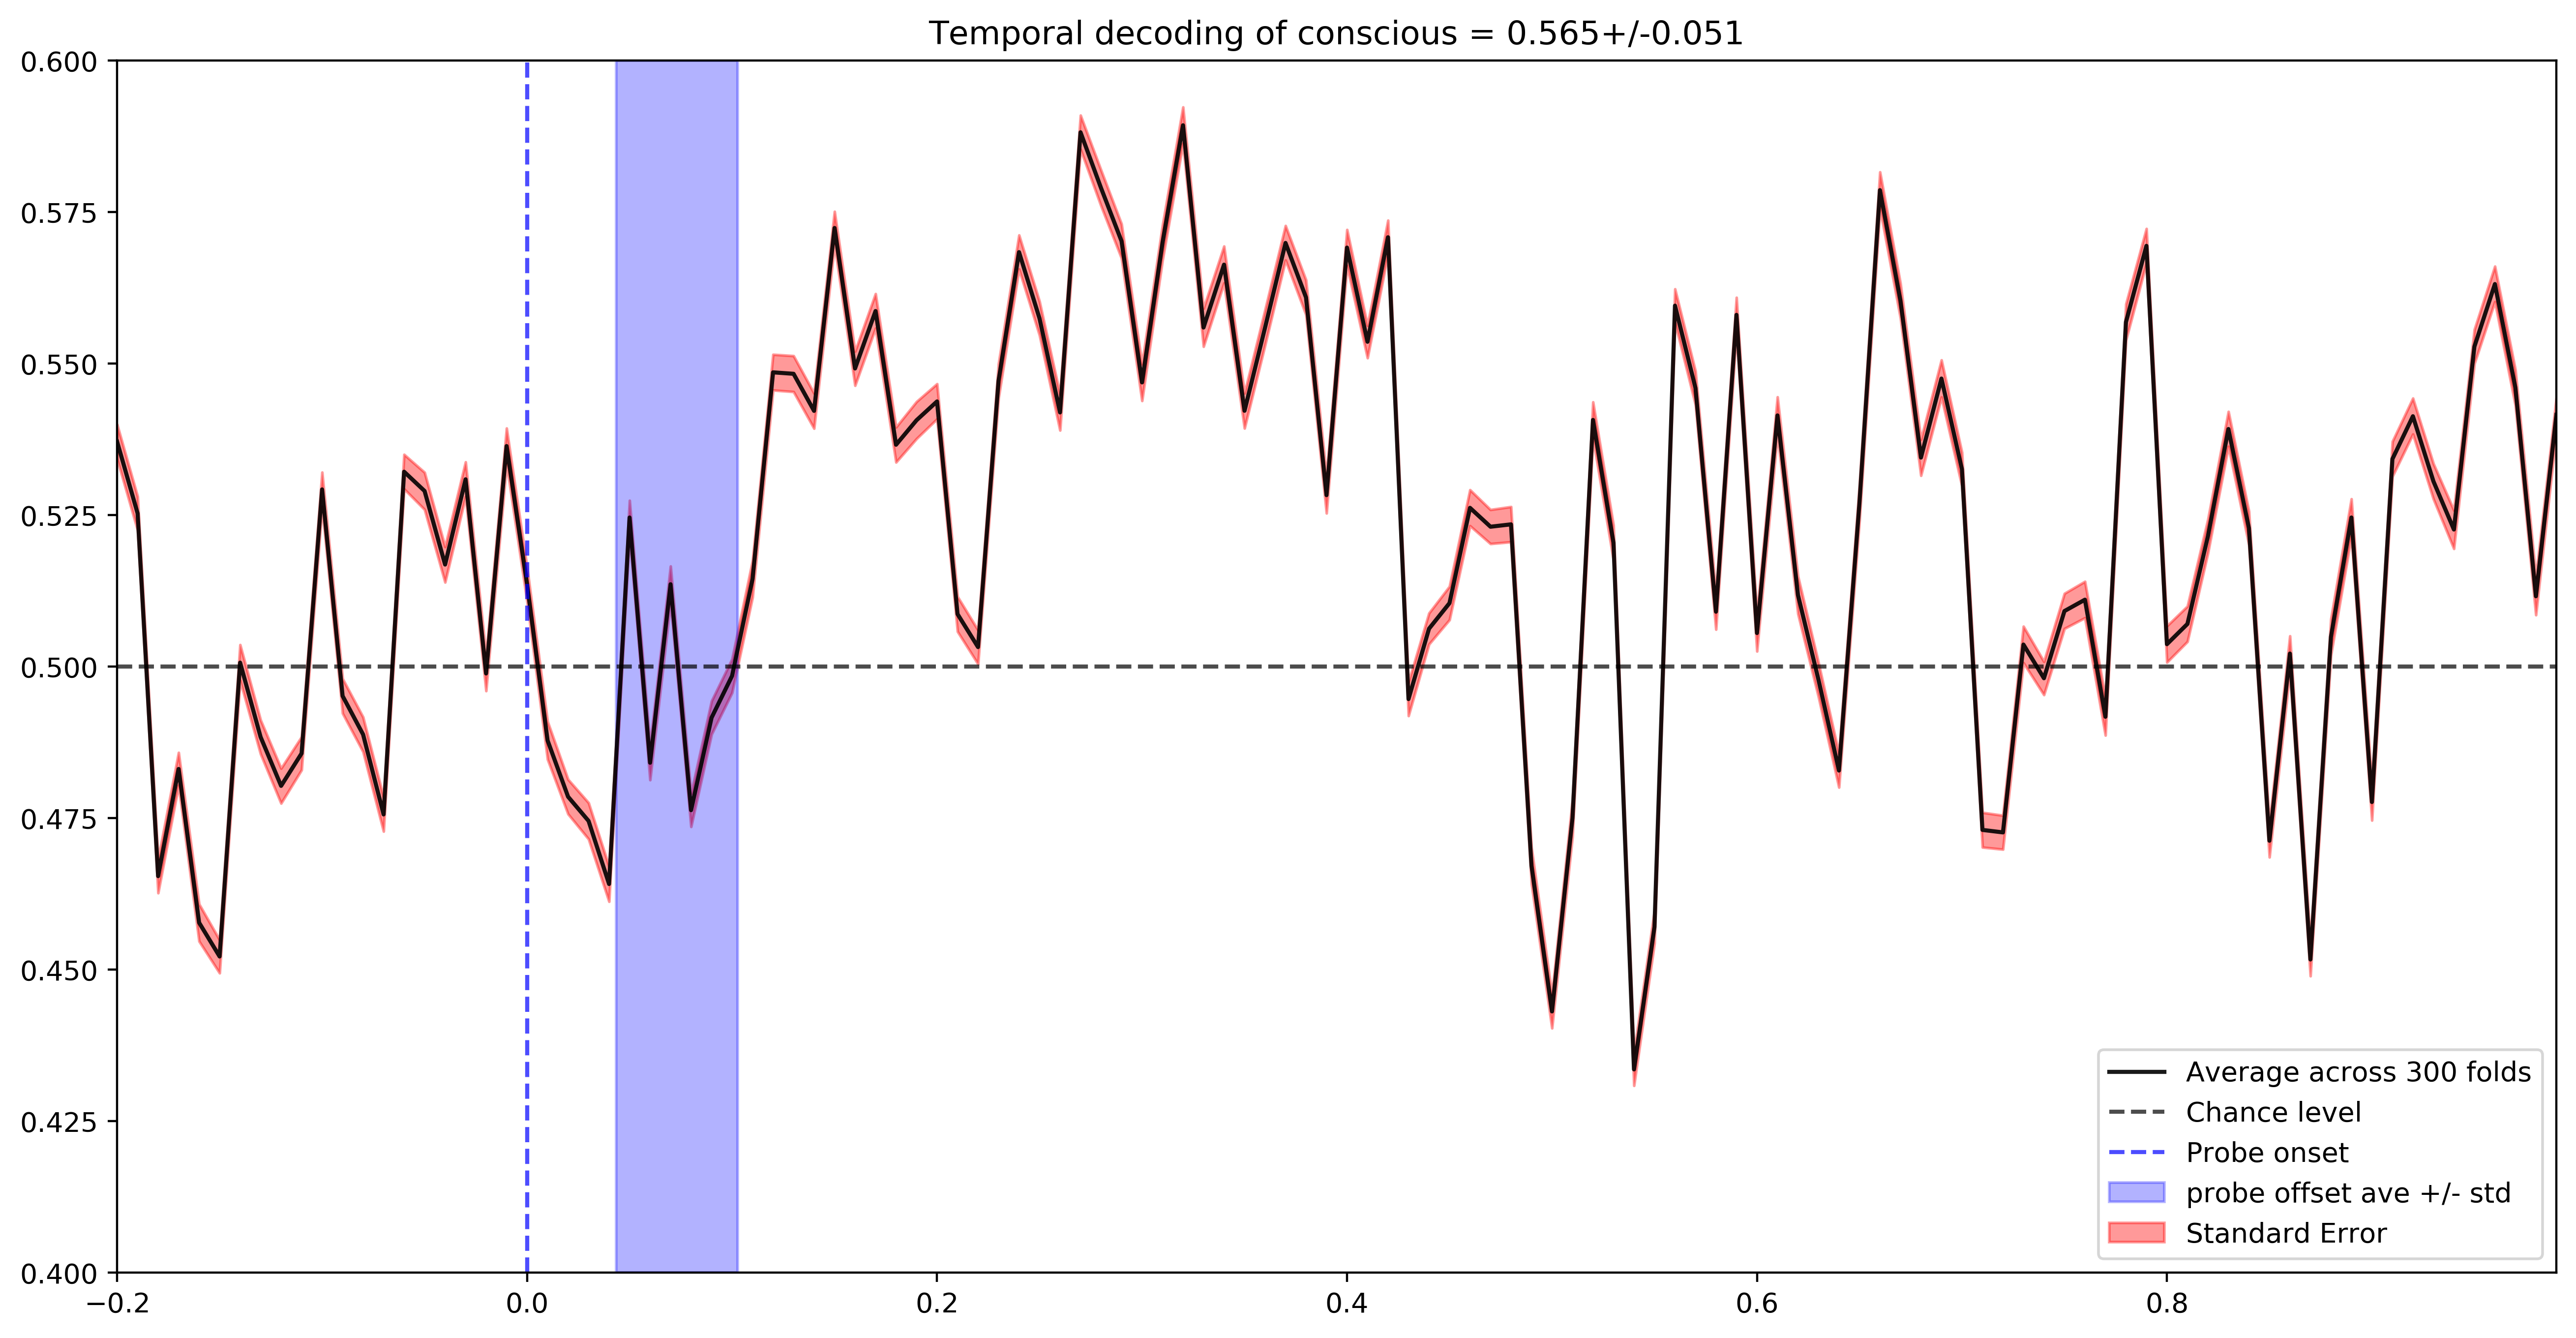 Temporal decoding of conscious = 0.565+/-0.051
0.600
0.575
0.550
0.525
0.500
0.475
0.450
0.425
0.400
−0.2
0.0
0.2
0.4
0.6
0.8
Average across 300 folds
Chance level
Probe onset
probe offset ave +/- std
Standard Error